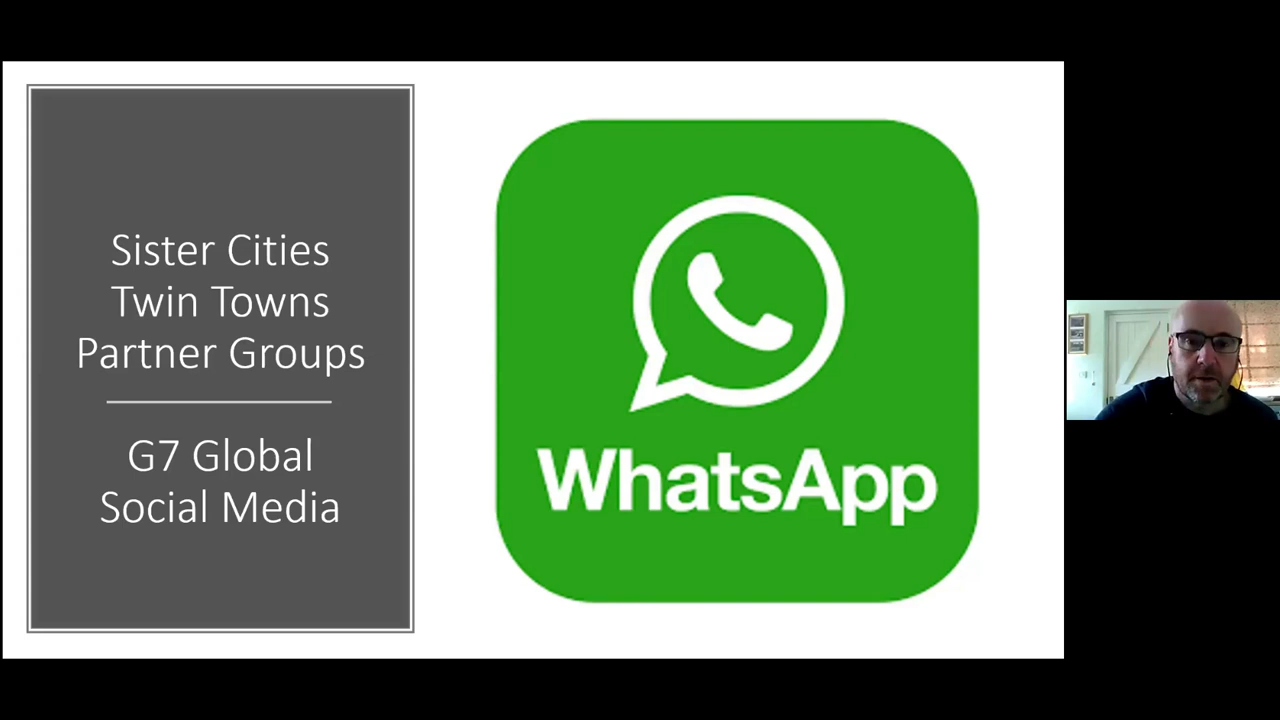 Sister Cities
Twin Towns
Partner Groups
G7 Global
Social Media
WhatsApp